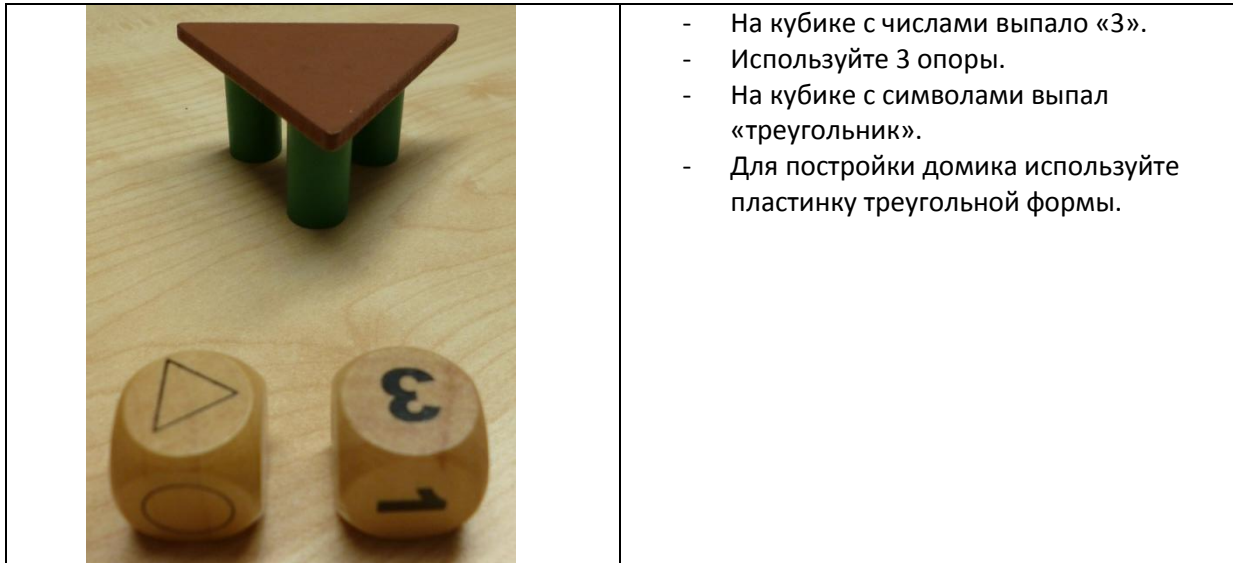 - На кубике с числами выпало «3».
- Используйте 3 опоры.
- На кубике с символами выпал
«треугольник».
- Для постройки домика используйте
пластинку треугольной формы.
3
1